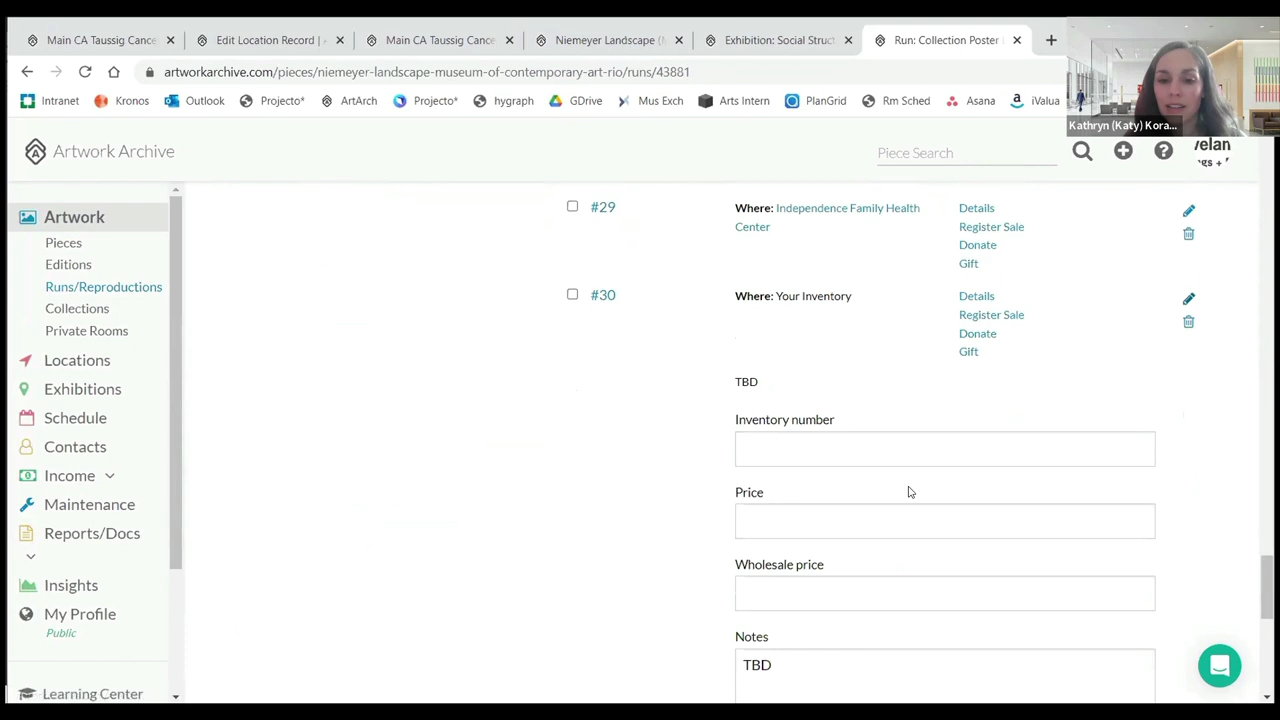 Main CA Taussig Cance
Edit Location Record |
Main CA Taussig Cance
Niemeyer Landscape (
Exhibition: Social Struct
Run: Collection Poster
artworkarchive.com/pieces/niemeyer-landscape-museum-of-contemporary-art-rio/runs/43881
Intranet
Kronos
Outlook
Projecto*
ArtArch
Projecto*
hygraph
GDrive
Mus Exch
Arts Intern
PlanGrid
Rm Sched
Asana
iValua
Kathryn (Katy) Kora...
Artwork Archive
Piece Search
Artwork
Pieces
Editions
Runs/Reproductions
Collections
Private Rooms
Locations
Exhibitions
Schedule
Contacts
Income
Maintenance
Reports/Docs
Insights
My Profile
Public
Learning Center
#29
Where: Independence Family Health
Center
Details
Register Sale
Donate
Gift
#30
Where: Your Inventory
Details
Register Sale
Donate
Gift
TBD
Inventory number
Price
Wholesale price
Notes
TBD